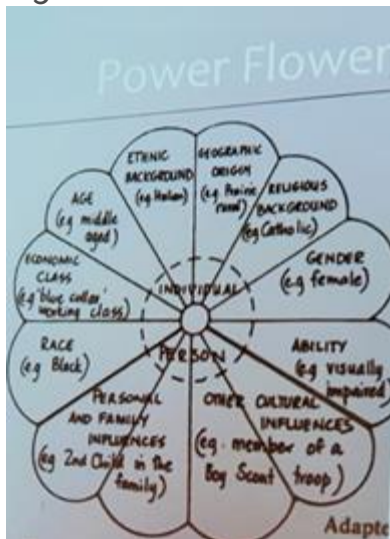 Power Flower
ETHNIC
BACKGROUND
(eg Italian)
GEOGRAPHIC
ORIGIN
(eg Prairie
rural)
RELIGIOUS
BACKGROUND
(eg Catholic)
AGE
(eg middle
aged)
GENDER
(eg female)
ECONOMIC
CLASS
(eg 'blue collar'
working class)
INDIVIDUAL
PERSON
RACE
(eg Black)
ABILITY
(eg visually
impaired)
PERSONAL
AND FAMILY
INFLUENCES
(eg 2nd Child in the
family)
OTHER CULTURAL
INFLUENCES
(eg. member of a
Boy Scout troop)
Adapte